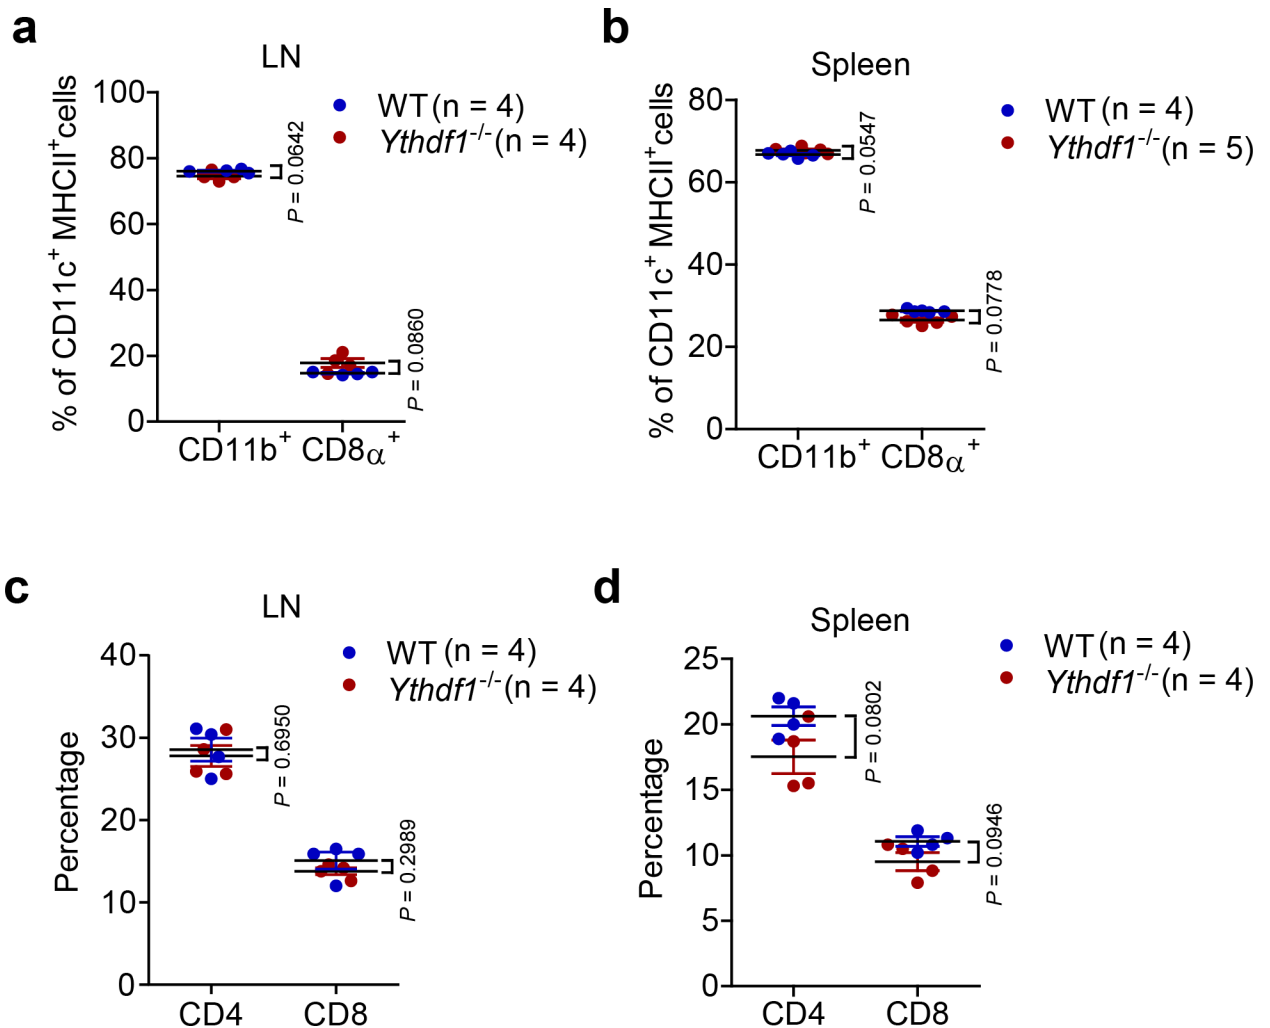 a
LN
% of CD11c⁺ MHCII⁺cells
100
80
60
40
20
0
WT (n = 4)
Ythdf1⁻/⁻(n = 4)
P = 0.0642
P = 0.0860
CD11b⁺ CD8α⁺
b
Spleen
% of CD11c⁺ MHCII⁺cells
80
60
40
20
0
WT (n = 4)
Ythdf1⁻/⁻(n = 5)
P = 0.0547
P = 0.0778
CD11b⁺ CD8α⁺
c
LN
Percentage
40
30
20
10
0
WT (n = 4)
Ythdf1⁻/⁻(n = 4)
P = 0.6950
P = 0.2989
CD4 CD8
d
Spleen
Percentage
25
20
15
10
5
0
WT (n = 4)
Ythdf1⁻/⁻(n = 4)
P = 0.0802
P = 0.0946
CD4 CD8